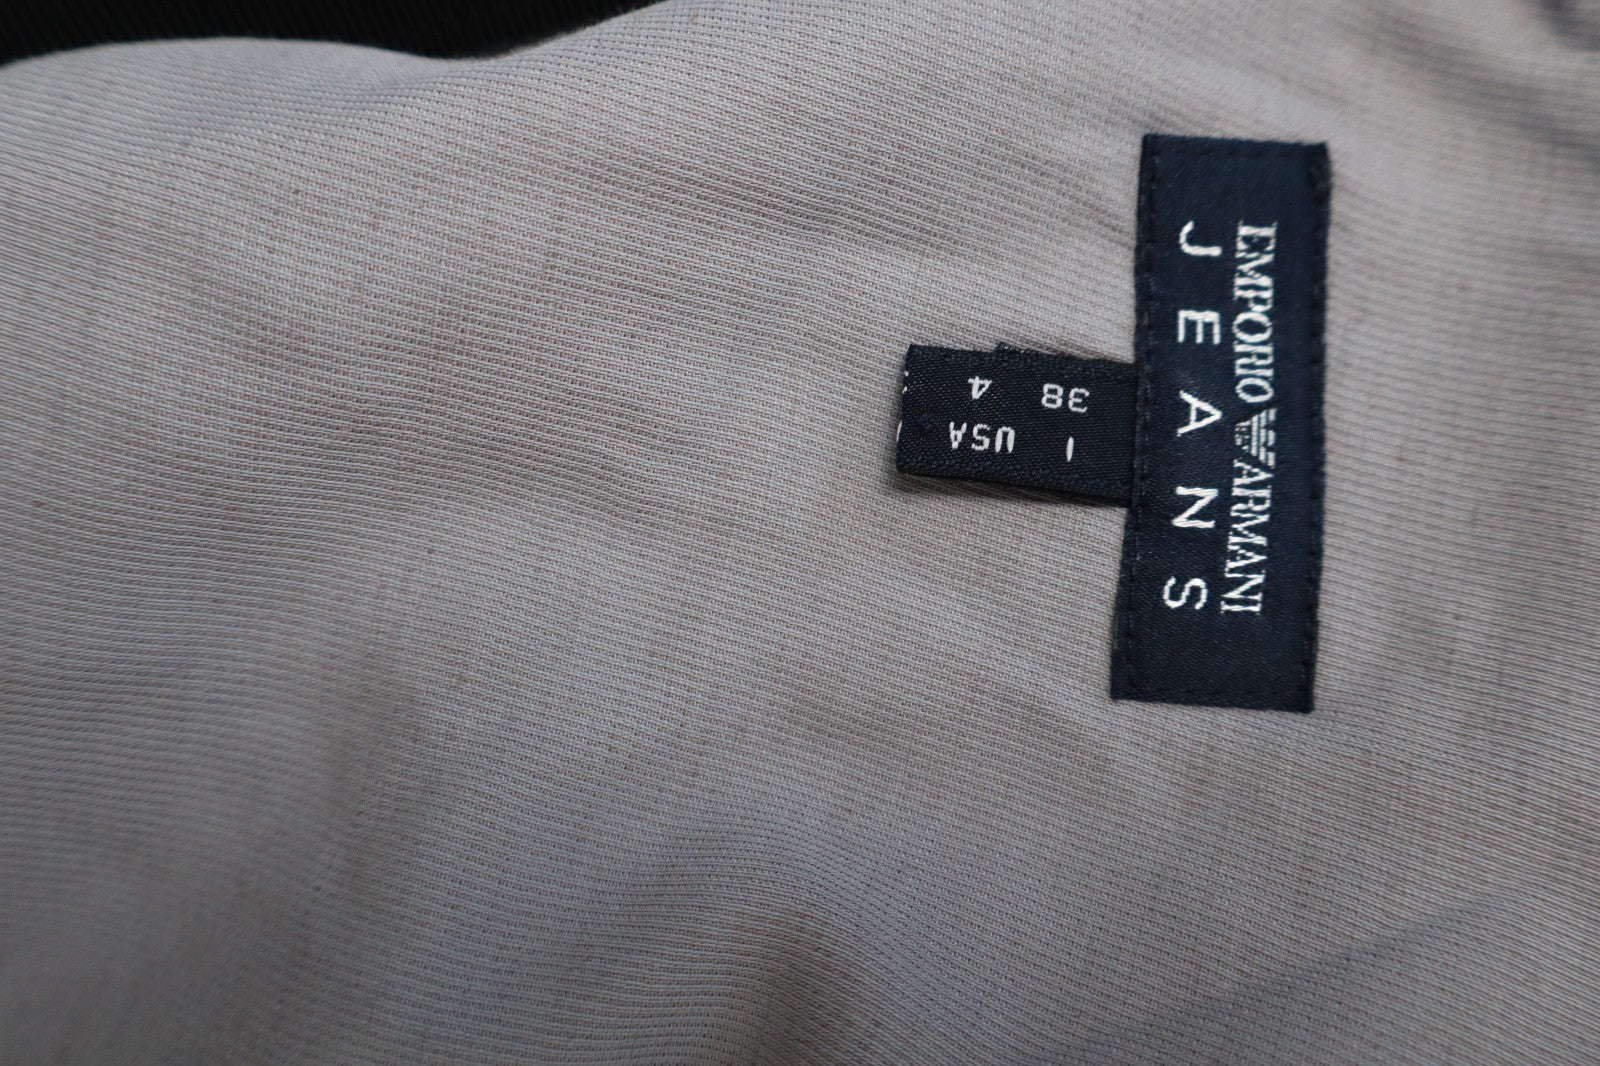 EMPORIO ARMANI
JEANS
I 38
USA 4